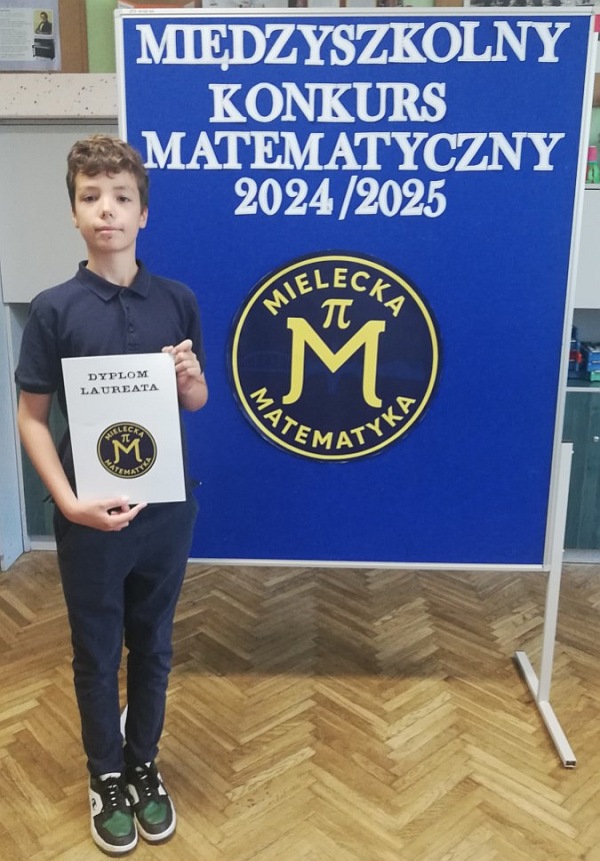 MIĘDZYSZKOLNY
KONKURS
MATEMATYCZNY
2024/2025
MIELECKA
π
M
MATEMATYKA
DYPLOM
LAUREATA
MIELECKA
π
M
MATEMATYKA